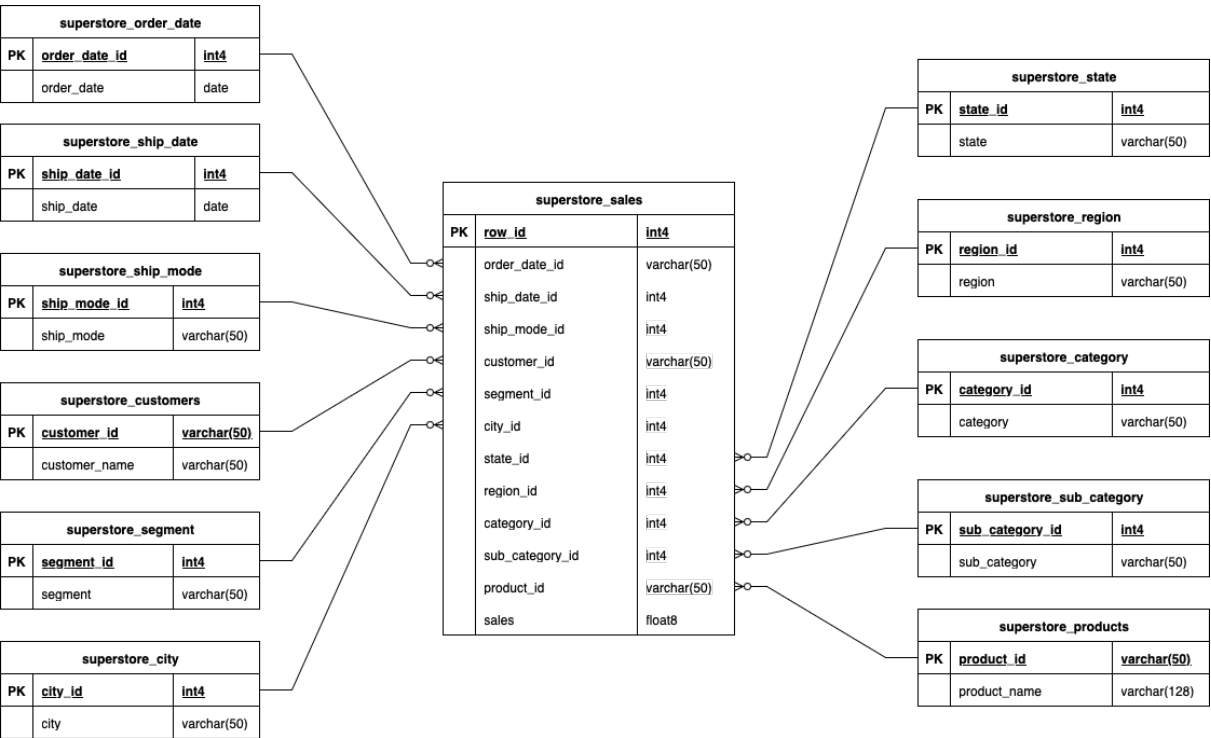 superstore_order_date
PK order_date_id int4
order_date date
superstore_ship_date
PK ship_date_id int4
ship_date date
superstore_ship_mode
PK ship_mode_id int4
ship_mode varchar(50)
superstore_customers
PK customer_id varchar(50)
customer_name varchar(50)
superstore_segment
PK segment_id int4
segment varchar(50)
superstore_city
PK city_id int4
city varchar(50)
superstore_sales
PK row_id int4
order_date_id varchar(50)
ship_date_id int4
ship_mode_id int4
customer_id varchar(50)
segment_id int4
city_id int4
state_id int4
region_id int4
category_id int4
sub_category_id int4
product_id varchar(50)
sales float8
superstore_state
PK state_id int4
state varchar(50)
superstore_region
PK region_id int4
region varchar(50)
superstore_category
PK category_id int4
category varchar(50)
superstore_sub_category
PK sub_category_id int4
sub_category varchar(50)
superstore_products
PK product_id varchar(50)
product_name varchar(128)